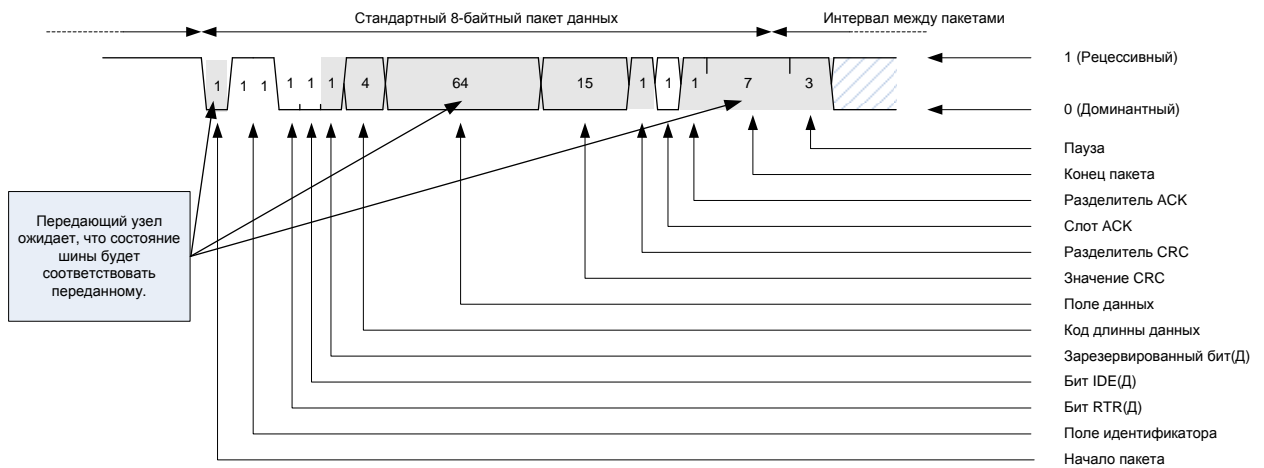 Стандартный 8-байтный пакет данных
Интервал между пакетами
1 1 1 1 1 1 4 64 15 1 1 1 7 3
1 (Рецессивный)
0 (Доминантный)
Пауза
Конец пакета
Разделитель ACK
Слот ACK
Разделитель CRC
Значение CRC
Поле данных
Код длинны данных
Зарезервированный бит(Д)
Бит IDE(Д)
Бит RTR(Д)
Поле идентификатора
Начало пакета
Передающий узел
ожидает, что состояние
шины будет
соответствовать
переданному.